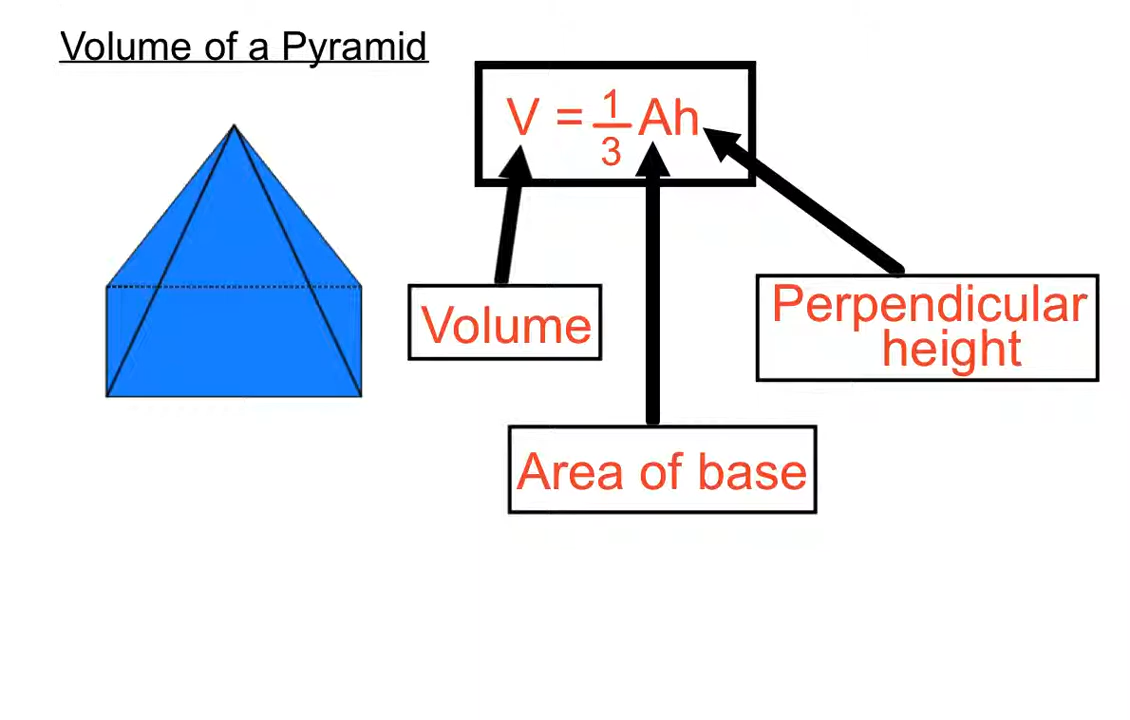 Volume of a Pyramid
V = 1/3 Ah
Volume
Perpendicular
height
Area of base